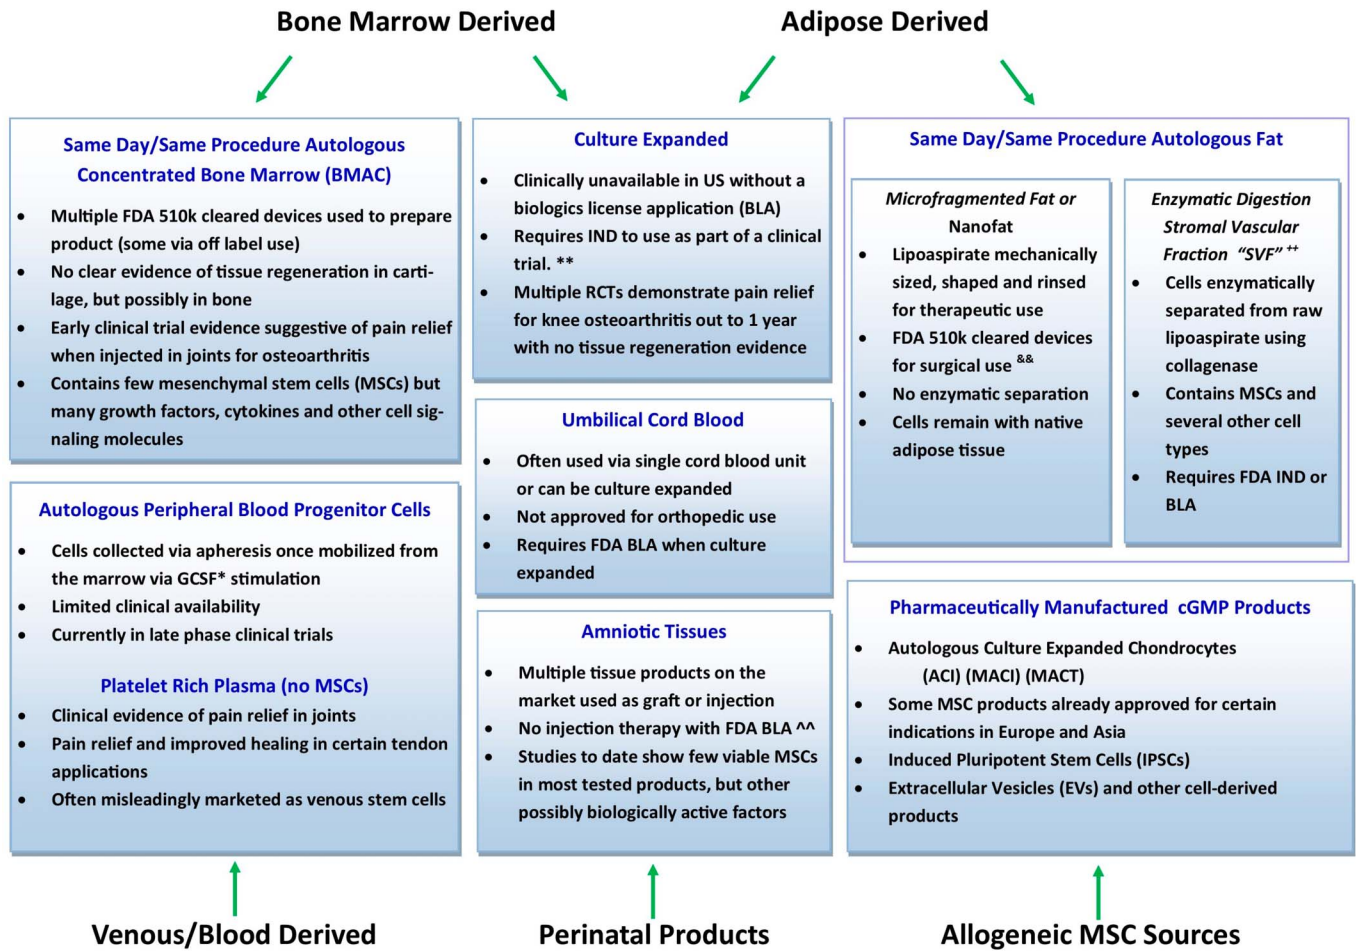 Bone Marrow Derived
Adipose Derived
Same Day/Same Procedure Autologous
Concentrated Bone Marrow (BMAC)
• Multiple FDA 510k cleared devices used to prepare
product (some via off label use)
• No clear evidence of tissue regeneration in carti-
lage, but possibly in bone
• Early clinical trial evidence suggestive of pain relief
when injected in joints for osteoarthritis
• Contains few mesenchymal stem cells (MSCs) but
many growth factors, cytokines and other cell sig-
naling molecules
Culture Expanded
• Clinically unavailable in US without a
biologics license application (BLA)
• Requires IND to use as part of a clinical
trial. **
• Multiple RCTs demonstrate pain relief
for knee osteoarthritis out to 1 year
with no tissue regeneration evidence
Same Day/Same Procedure Autologous Fat
Microfragmented Fat or
Nanofat
• Lipoaspirate mechanically
sized, shaped and rinsed
for therapeutic use
• FDA 510k cleared devices
for surgical use &&
• No enzymatic separation
• Cells remain with native
adipose tissue
Enzymatic Digestion
Stromal Vascular
Fraction "SVF" ++
• Cells enzymatically
separated from raw
lipoaspirate using
collagenase
• Contains MSCs and
several other cell
types
• Requires FDA IND or
BLA
Autologous Peripheral Blood Progenitor Cells
• Cells collected via apheresis once mobilized from
the marrow via GCSF* stimulation
• Limited clinical availability
• Currently in late phase clinical trials
Platelet Rich Plasma (no MSCs)
• Clinical evidence of pain relief in joints
• Pain relief and improved healing in certain tendon
applications
• Often misleadingly marketed as venous stem cells
Umbilical Cord Blood
• Often used via single cord blood unit
or can be culture expanded
• Not approved for orthopedic use
• Requires FDA BLA when culture
expanded
Amniotic Tissues
• Multiple tissue products on the
market used as graft or injection
• No injection therapy with FDA BLA ^^
• Studies to date show few viable MSCs
in most tested products, but other
possibly biologically active factors
Pharmaceutically Manufactured cGMP Products
• Autologous Culture Expanded Chondrocytes
(ACI) (MACI) (MACT)
• Some MSC products already approved for certain
indications in Europe and Asia
• Induced Pluripotent Stem Cells (IPSCs)
• Extracellular Vesicles (EVs) and other cell-derived
products
Venous/Blood Derived
Perinatal Products
Allogeneic MSC Sources